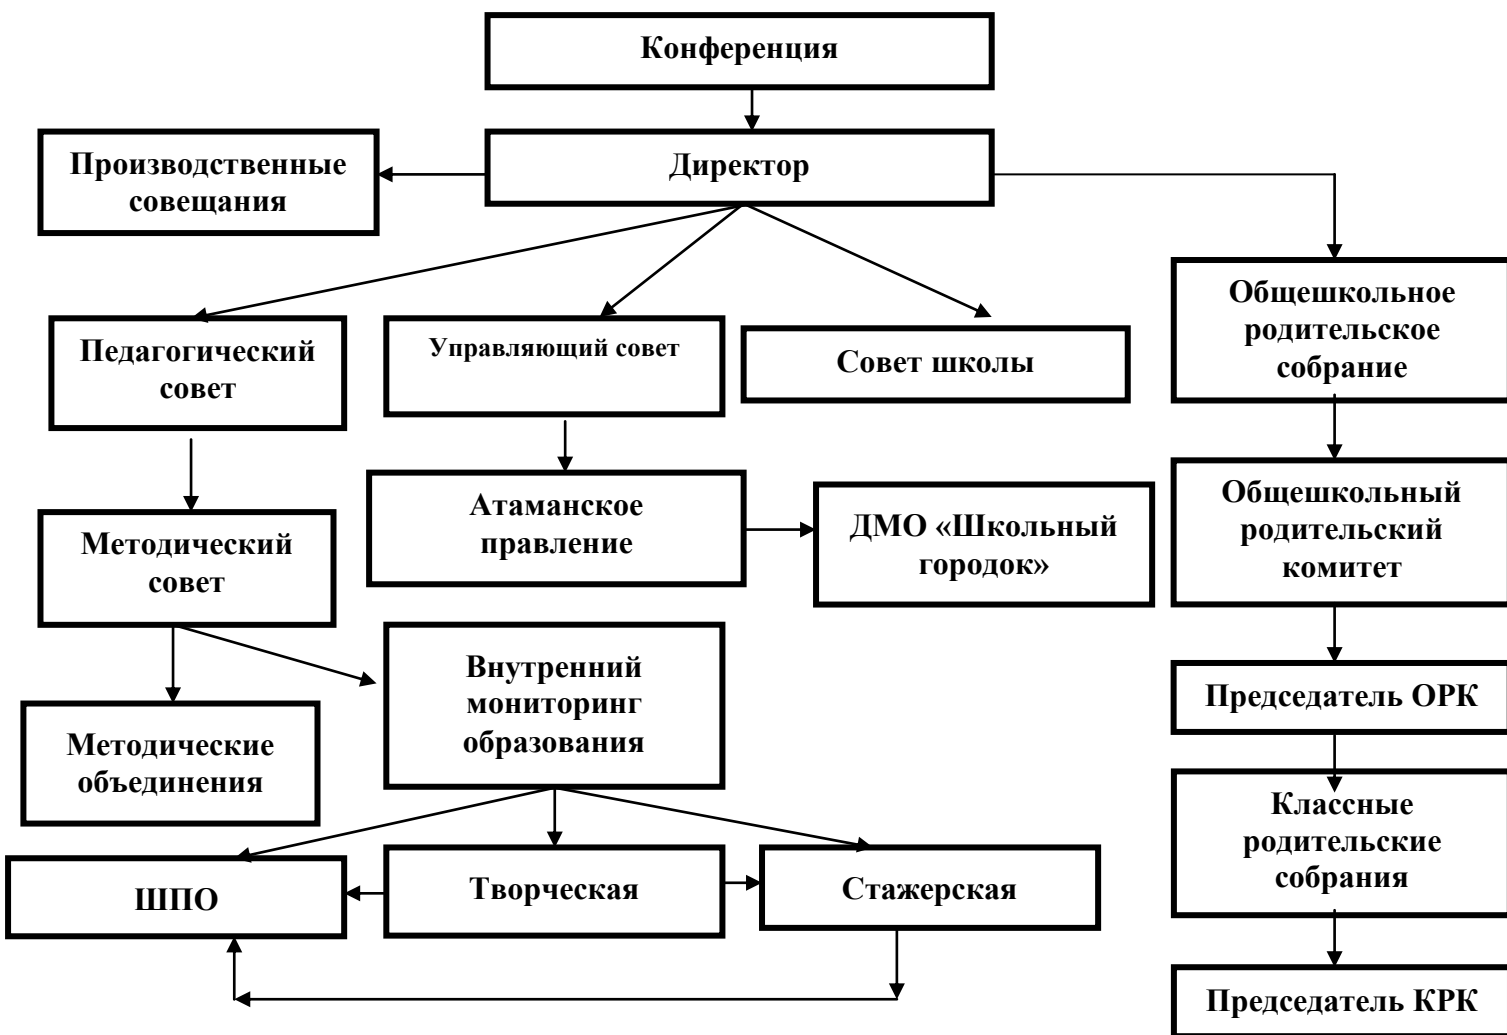 Конференция
Производственные
совещания
Директор
Общешкольное
родительское
собрание
Педагогический
совет
Управляющий совет
Совет школы
Общешкольный
родительский
комитет
Методический
совет
Атаманское
правление
ДМО «Школьный
городок»
Внутренний
мониторинг
образования
Председатель ОРК
Методические
объединения
Классные
родительские
собрания
ШПО
Творческая
Стажерская
Председатель КРК